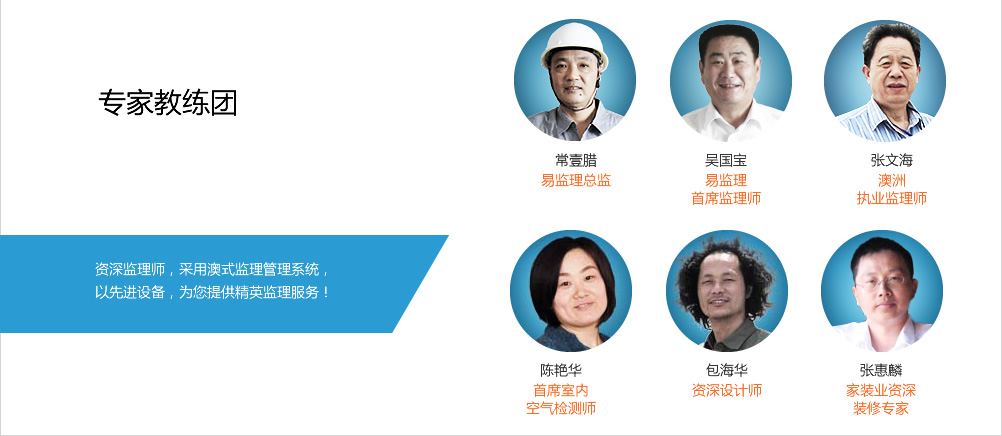 专家教练团
资深监理师，采用澳式监理管理系统，
以先进设备，为您提供精英监理服务！
常壹腊
易监理总监
吴国宝
易监理
首席监理师
张文海
澳洲
执业监理师
陈艳华
首席室内
空气检测师
包海华
资深设计师
张惠麟
家装业资深
装修专家